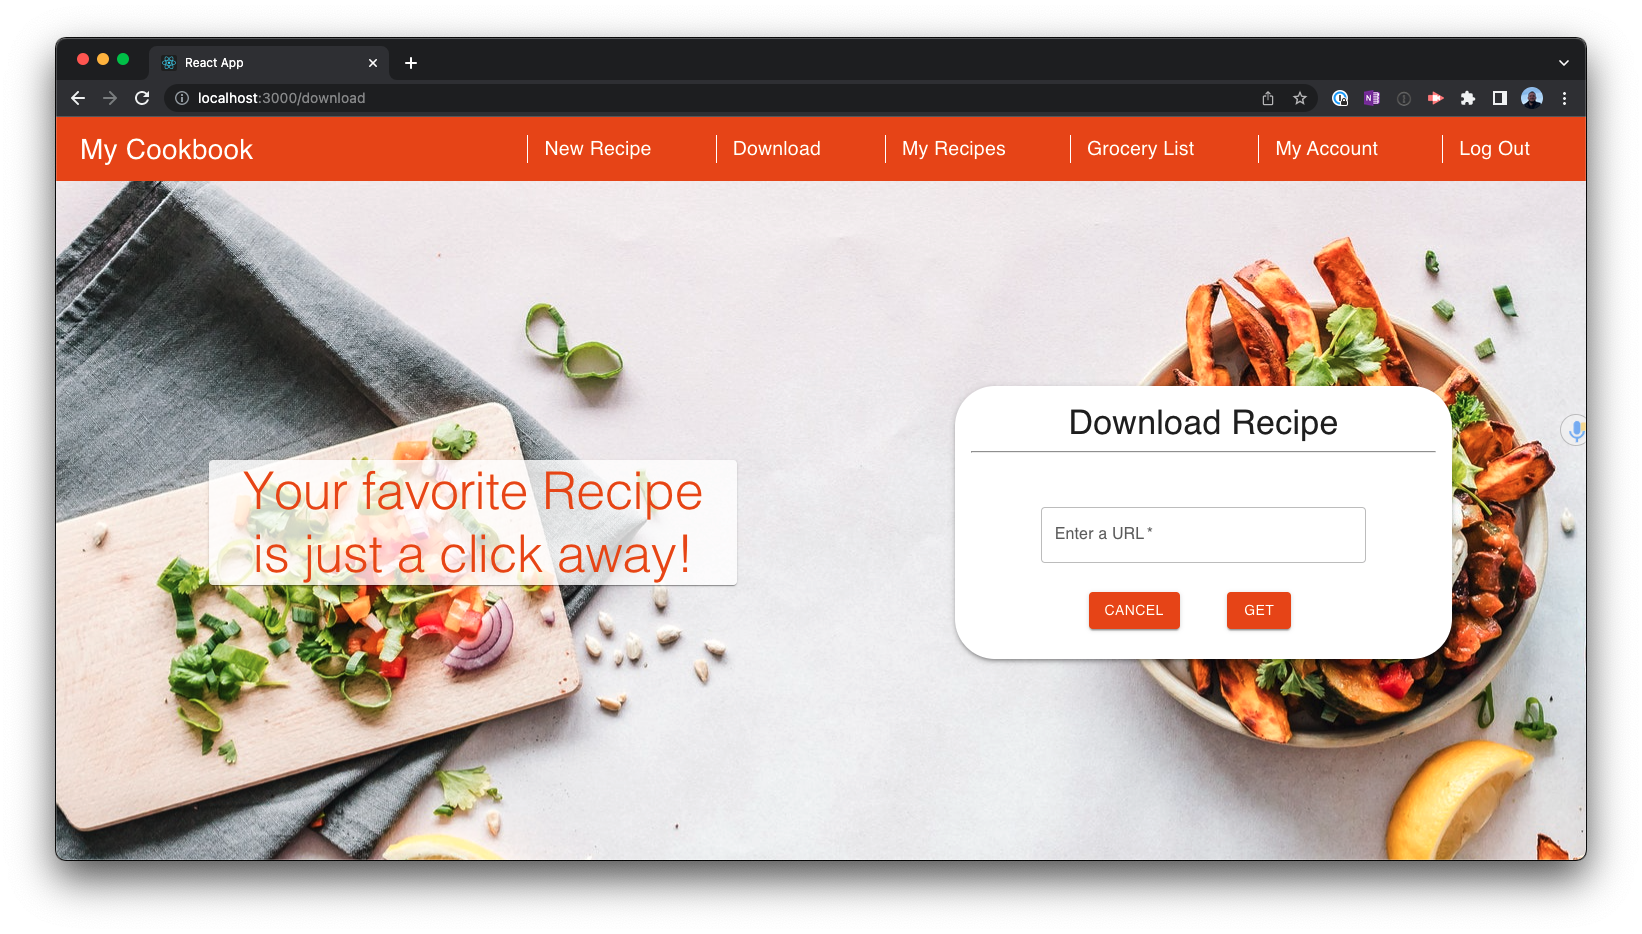 React App
localhost:3000/download
My Cookbook
New Recipe
Download
My Recipes
Grocery List
My Account
Log Out
Your favorite Recipe
is just a click away!
Download Recipe
Enter a URL *
CANCEL
GET